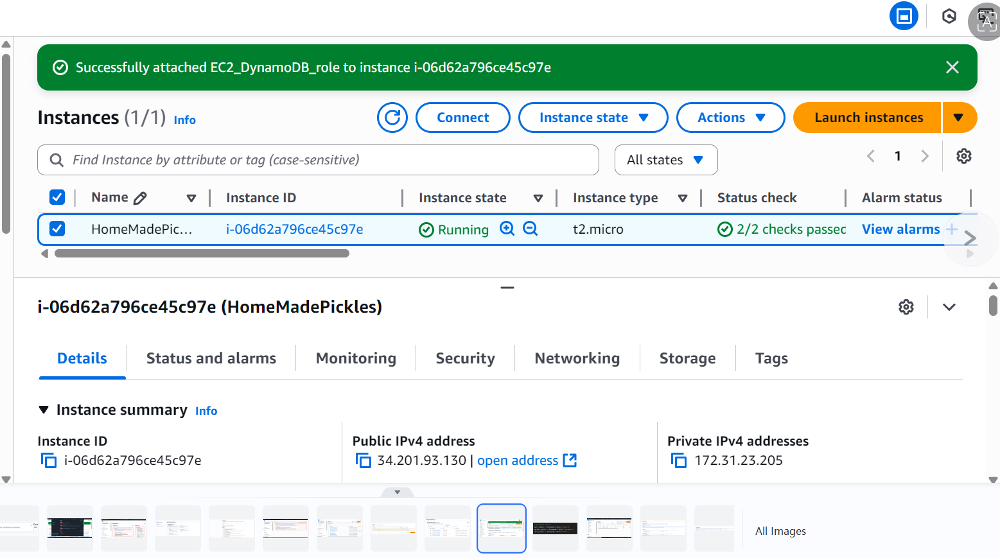 Successfully attached EC2_DynamoDB_role to instance i-06d62a796ce45c97e
Instances (1/1) Info
Connect
Instance state
Actions
Launch instances
Find Instance by attribute or tag (case-sensitive)
All states
1
Name Instance ID Instance state Instance type Status check Alarm status
HomeMadePic... i-06d62a796ce45c97e Running t2.micro 2/2 checks passec View alarms +
i-06d62a796ce45c97e (HomeMadePickles)
Details Status and alarms Monitoring Security Networking Storage Tags
Instance summary Info
Instance ID
i-06d62a796ce45c97e
Public IPv4 address
34.201.93.130 | open address
Private IPv4 addresses
172.31.23.205
All Images